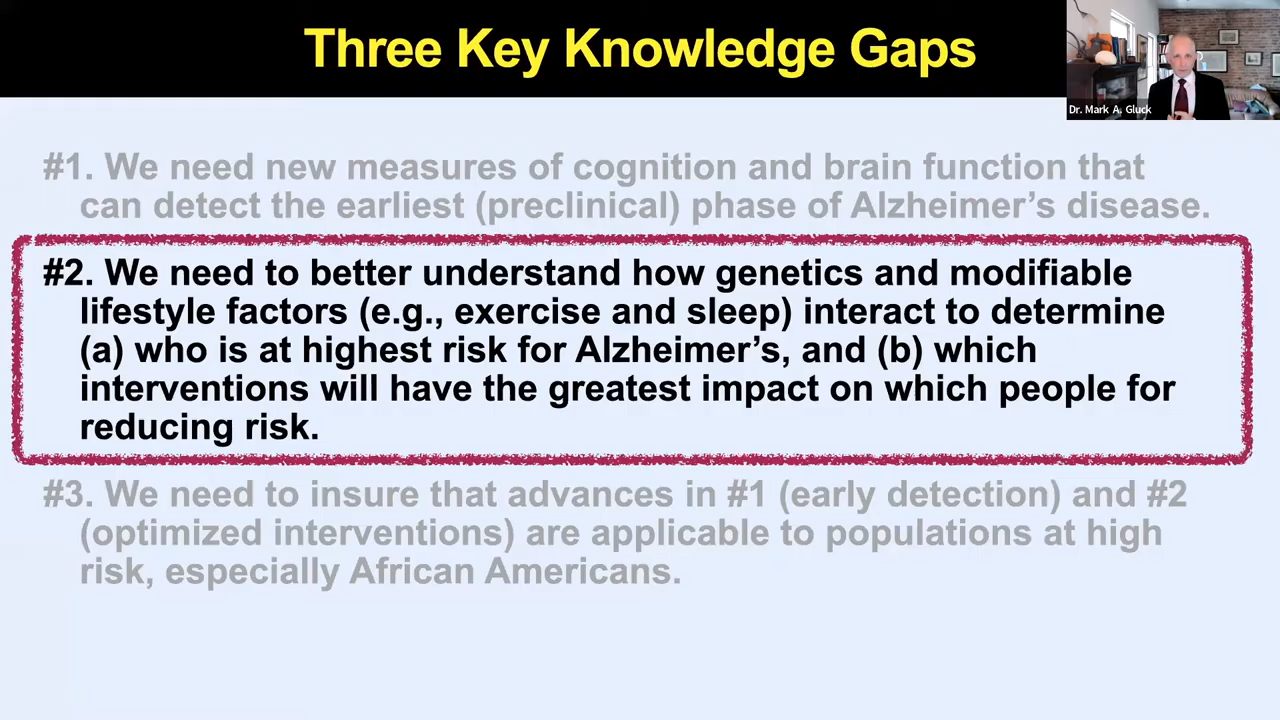 Three Key Knowledge Gaps
Dr. Mark A. Gluck
#1. We need new measures of cognition and brain function that
can detect the earliest (preclinical) phase of Alzheimer’s disease.
#2. We need to better understand how genetics and modifiable
lifestyle factors (e.g., exercise and sleep) interact to determine
(a) who is at highest risk for Alzheimer’s, and (b) which
interventions will have the greatest impact on which people for
reducing risk.
#3. We need to insure that advances in #1 (early detection) and #2
(optimized interventions) are applicable to populations at high
risk, especially African Americans.